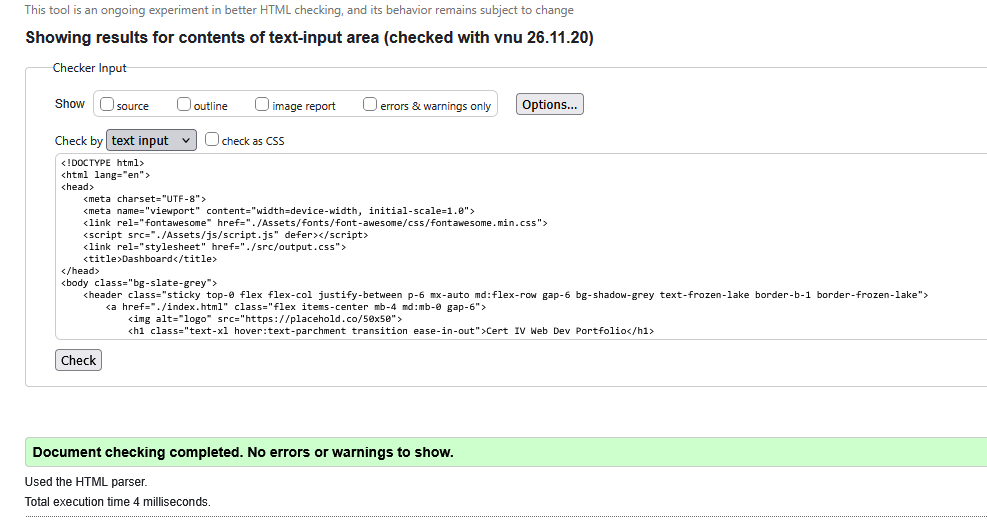 This tool is an ongoing experiment in better HTML checking, and its behavior remains subject to change
Showing results for contents of text-input area (checked with vnu 26.11.20)
Checker Input
Show source outline image report errors & warnings only Options...
Check by text input check as CSS
<!DOCTYPE html>
<html lang="en">
<head>
    <meta charset="UTF-8">
    <meta name="viewport" content="width=device-width, initial-scale=1.0">
    <link rel="fontawesome" href="./Assets/fonts/font-awesome/css/fontawesome.min.css">
    <script src="./Assets/js/script.js" defer></script>
    <link rel="stylesheet" href="./src/output.css">
    <title>Dashboard</title>
</head>
<body class="bg-slate-grey">
    <header class="sticky top-0 flex flex-col justify-between p-6 mx-auto md:flex-row gap-6 bg-shadow-grey text-frozen-lake border-b-1 border-frozen-lake">
        <a href="./index.html" class="flex items-center mb-4 md:mb-0 gap-6">
            <img alt="logo" src="https://placehold.co/50x50">
            <h1 class="text-xl hover:text-parchment transition ease-in-out">Cert IV Web Dev Portfolio</h1>
Check
Document checking completed. No errors or warnings to show.
Used the HTML parser.
Total execution time 4 milliseconds.